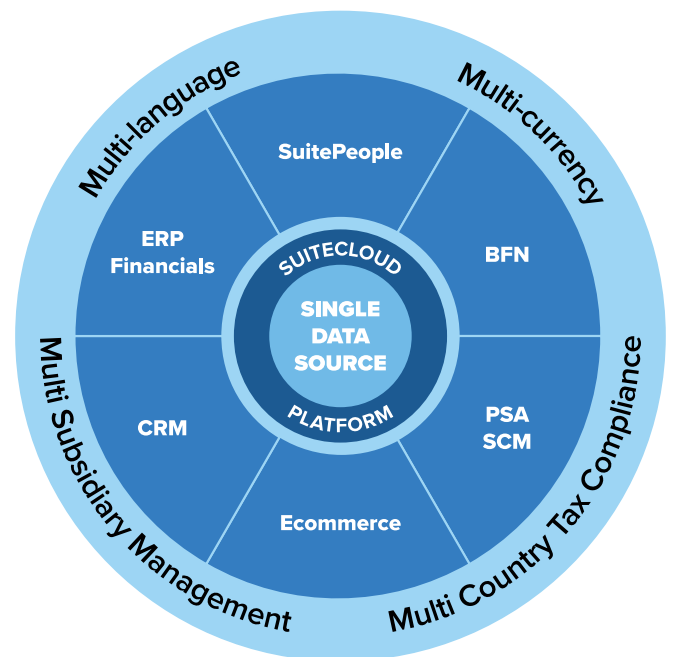 Multi-language
Multi-currency
SuitePeople
ERP
Financials
BFN
SUITECLOUD
SINGLE
DATA
SOURCE
PLATFORM
CRM
PSA
SCM
Ecommerce
Multi Subsidiary Management
Multi Country Tax Compliance